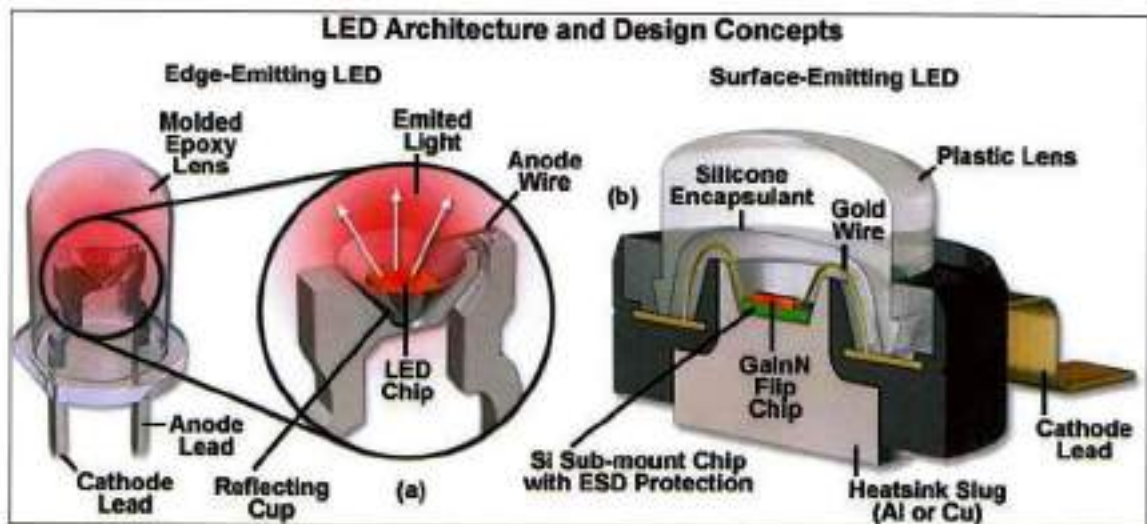 LED Architecture and Design Concepts
Edge-Emitting LED
Surface-Emitting LED
Molded
Epoxy
Lens
Emited
Light
Anode
Wire
LED
Chip
Anode
Lead
Cathode
Lead
Reflecting
Cup
(a)
(b)
Silicone
Encapsulant
Plastic Lens
Gold
Wire
GaInN
Flip
Chip
Si Sub-mount Chip
with ESD Protection
Cathode
Lead
Heatsink Slug
(Al or Cu)